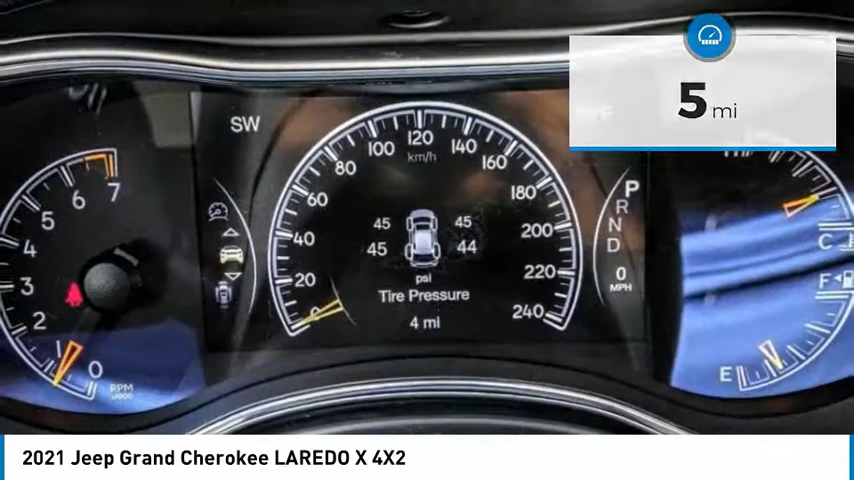 5 mi
SW
7
6
5
4
3
2
1
0
RPM
x1000
0
20
40
60
80
100
120
140
160
180
200
220
240
km/h
45 45
45 44
psi
Tire Pressure
4 mi
P
R
N
D
0
MPH
C
F
E
2021 Jeep Grand Cherokee LAREDO X 4X2